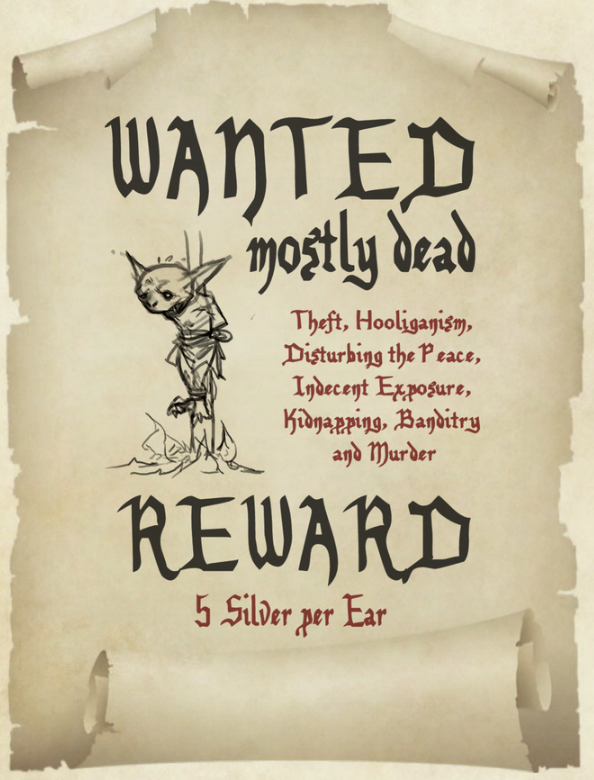 WANTED
mostly dead
Theft, Hooliganism,
Disturbing the Peace,
Indecent Exposure,
Kidnapping, Banditry
and Murder
REWARD
5 Silver per Ear